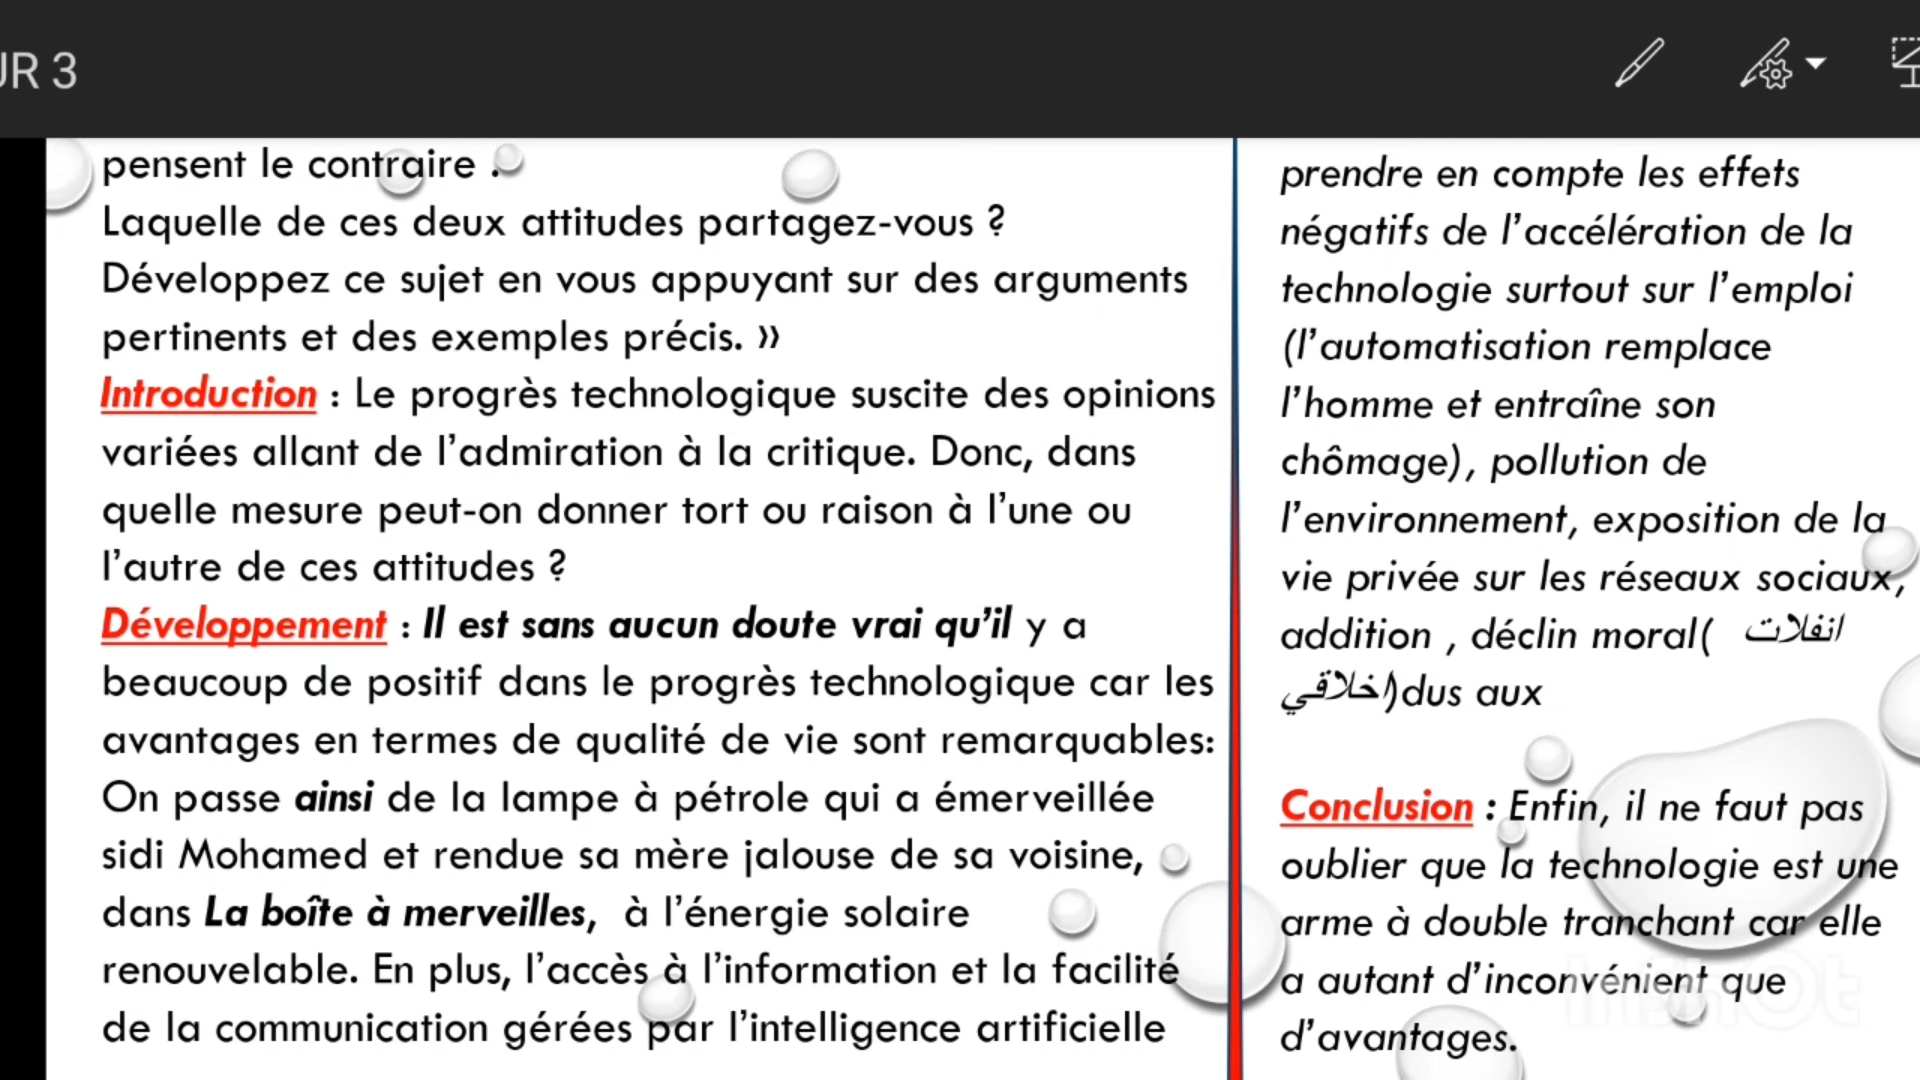 UR 3
pensent le contraire .
Laquelle de ces deux attitudes partagez-vous ?
Développez ce sujet en vous appuyant sur des arguments
pertinents et des exemples précis. »
Introduction : Le progrès technologique suscite des opinions
variées allant de l’admiration à la critique. Donc, dans
quelle mesure peut-on donner tort ou raison à l’une ou
l’autre de ces attitudes ?
Développement : Il est sans aucun doute vrai qu’il y a
beaucoup de positif dans le progrès technologique car les
avantages en termes de qualité de vie sont remarquables:
On passe ainsi de la lampe à pétrole qui a émerveillée
sidi Mohamed et rendue sa mère jalouse de sa voisine,
dans La boîte à merveilles, à l’énergie solaire
renouvelable. En plus, l’accès à l’information et la facilité
de la communication gérées par l’intelligence artificielle
prendre en compte les effets
négatifs de l’accélération de la
technologie surtout sur l’emploi
(l’automatisation remplace
l’homme et entraîne son
chômage), pollution de
l’environnement, exposition de la
vie privée sur les réseaux sociaux,
addition , déclin moral( انفلات
اخلاقي)dus aux
Conclusion : Enfin, il ne faut pas
oublier que la technologie est une
arme à double tranchant car elle
a autant d’inconvénient que
d’avantages.